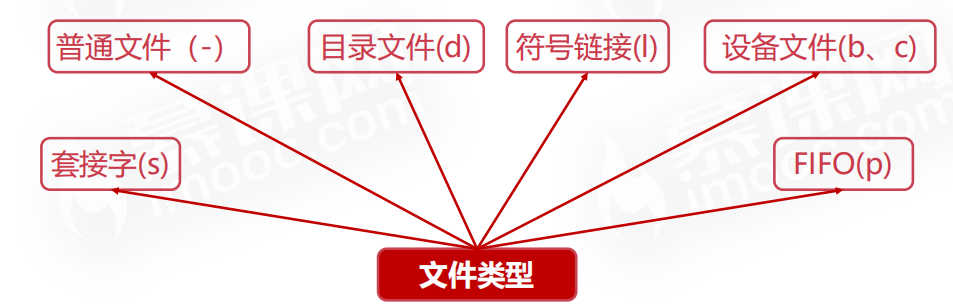 普通文件（-）
目录文件(d)
符号链接(l)
设备文件(b、c)
套接字(s)
FIFO(p)
文件类型
慕课网
imooc.com
慕课网
imooc.com